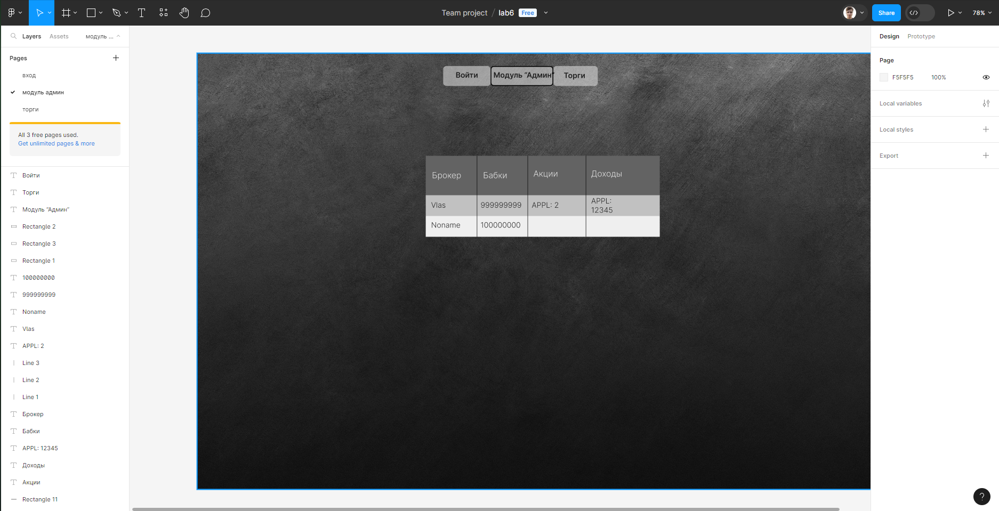 Team project / lab6 Free
Share
78%
Layers Assets модуль ...
Pages
вход
модуль админ
торги
All 3 free pages used.
Get unlimited pages & more
Войти
Торги
Модуль “Админ”
Rectangle 2
Rectangle 3
Rectangle 1
100000000
999999999
Noname
Vlas
APPL: 2
Line 3
Line 2
Line 1
Брокер
Бабки
APPL: 12345
Доходы
Акции
Rectangle 11
Войти Модуль “Админ” Торги
Брокер Бабки Акции Доходы
Vlas 999999999 APPL: 2 APPL:
12345
Noname 100000000
Design Prototype
Page
F5F5F5 100%
Local variables
Local styles
Export
?